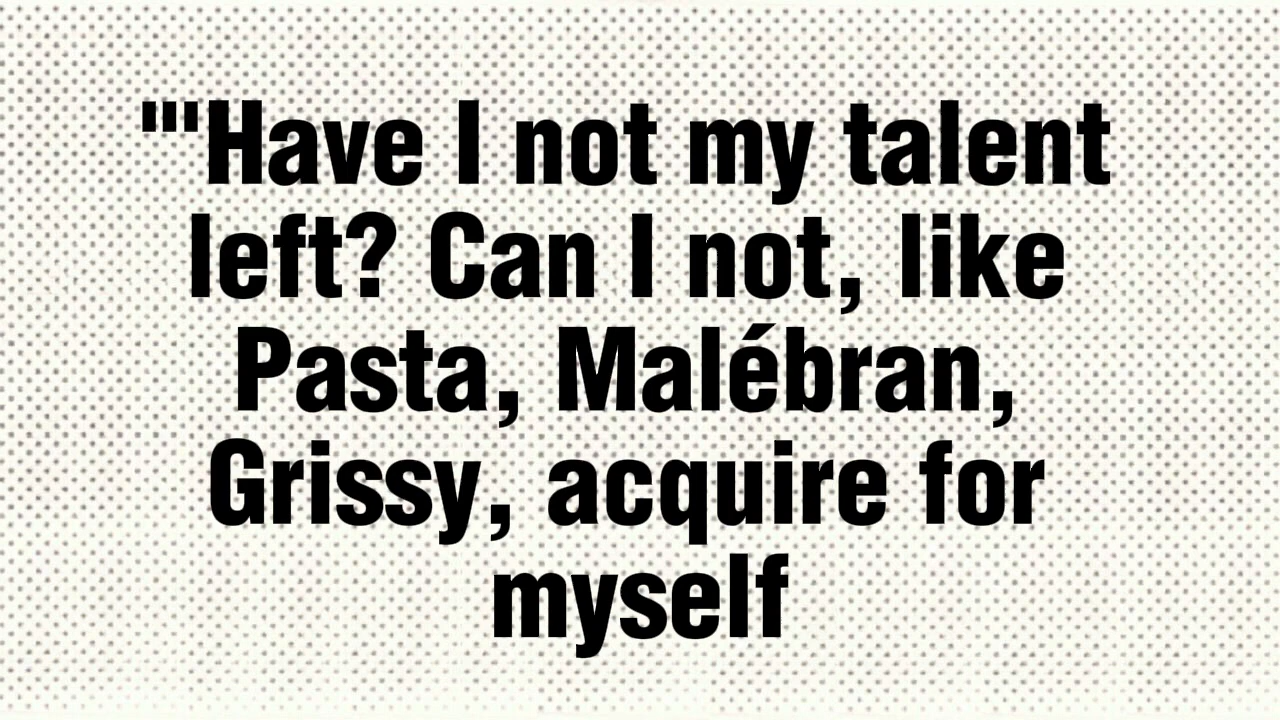 "'Have I not my talent
left? Can I not, like
Pasta, Malébran,
Grissy, acquire for
myself